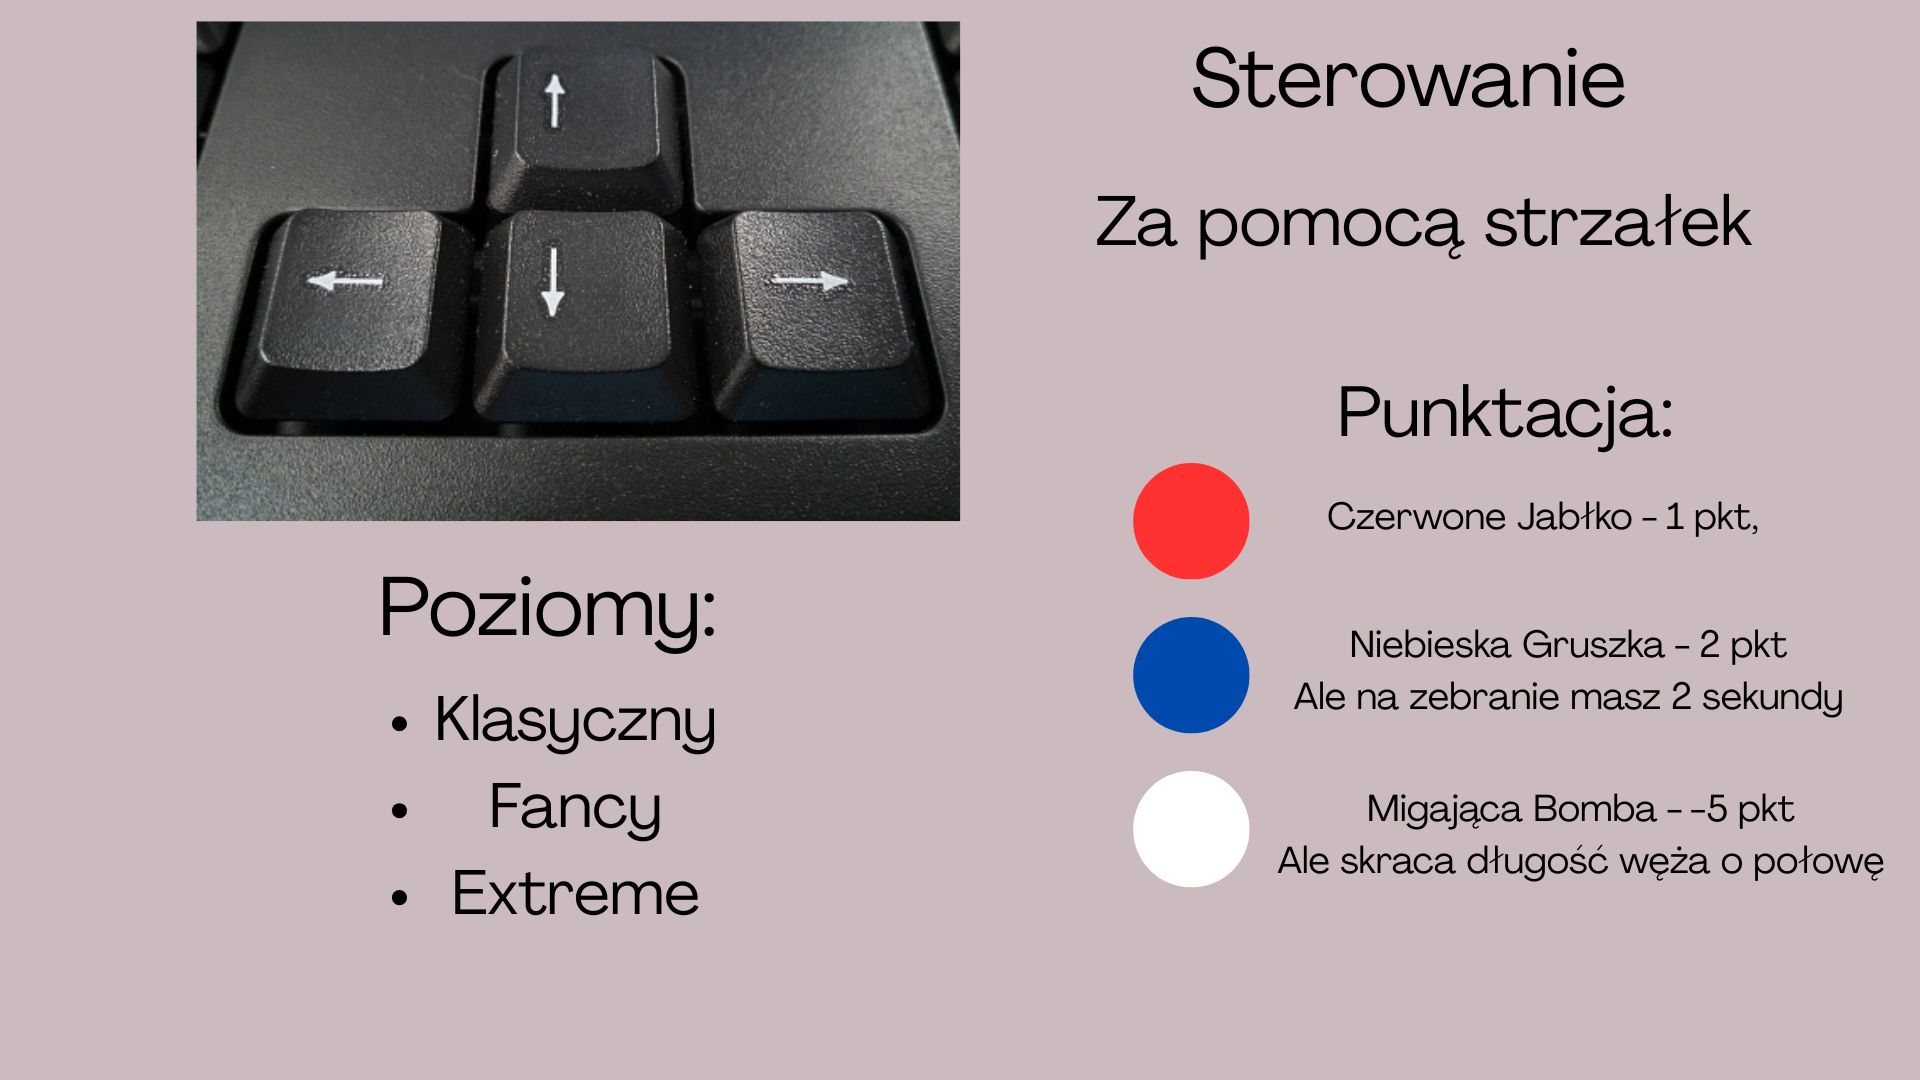 Sterowanie
Za pomocą strzałek
Punktacja:
Czerwone Jabłko - 1 pkt,
Niebieska Gruszka - 2 pkt
Ale na zebranie masz 2 sekundy
Migająca Bomba - -5 pkt
Ale skraca długość węża o połowę
Poziomy:
• Klasyczny
• Fancy
• Extreme